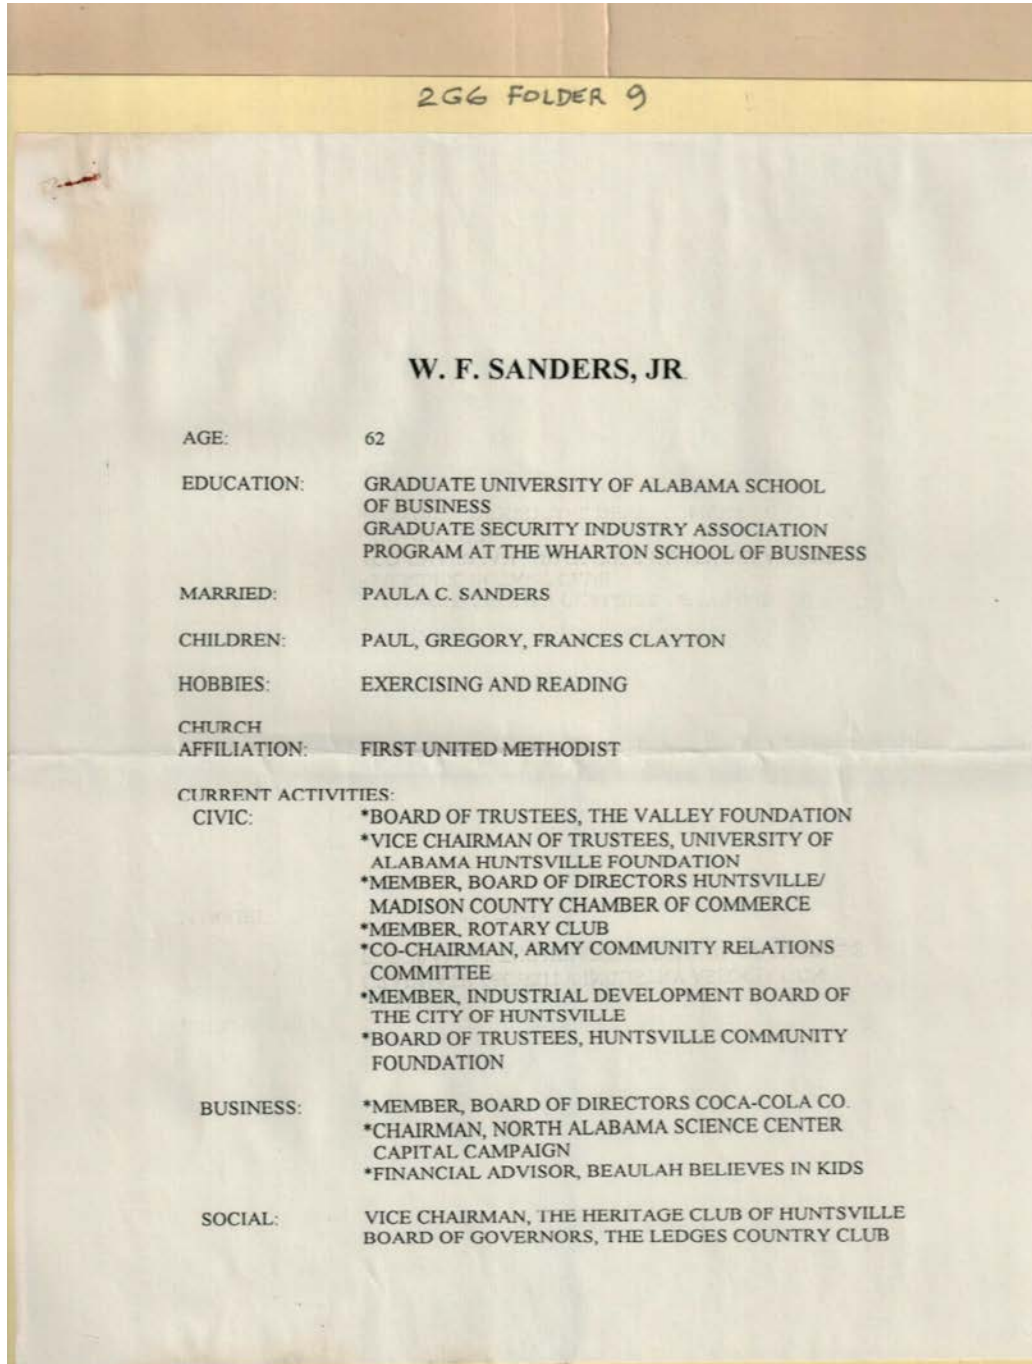 2G6 FOLDER 9
W. F. SANDERS, JR.
AGE: 62
EDUCATION: GRADUATE UNIVERSITY OF ALABAMA SCHOOL
OF BUSINESS
GRADUATE SECURITY INDUSTRY ASSOCIATION
PROGRAM AT THE WHARTON SCHOOL OF BUSINESS
MARRIED: PAULA C. SANDERS
CHILDREN: PAUL, GREGORY, FRANCES CLAYTON
HOBBIES: EXERCISING AND READING
CHURCH
AFFILIATION: FIRST UNITED METHODIST
CURRENT ACTIVITIES:
CIVIC: *BOARD OF TRUSTEES, THE VALLEY FOUNDATION
*VICE CHAIRMAN OF TRUSTEES, UNIVERSITY OF
ALABAMA HUNTSVILLE FOUNDATION
*MEMBER, BOARD OF DIRECTORS HUNTSVILLE/
MADISON COUNTY CHAMBER OF COMMERCE
*MEMBER, ROTARY CLUB
*CO-CHAIRMAN, ARMY COMMUNITY RELATIONS
COMMITTEE
*MEMBER, INDUSTRIAL DEVELOPMENT BOARD OF
THE CITY OF HUNTSVILLE
*BOARD OF TRUSTEES, HUNTSVILLE COMMUNITY
FOUNDATION
BUSINESS: *MEMBER, BOARD OF DIRECTORS COCA-COLA CO.
*CHAIRMAN, NORTH ALABAMA SCIENCE CENTER
CAPITAL CAMPAIGN
*FINANCIAL ADVISOR, BEAULAH BELIEVES IN KIDS
SOCIAL: VICE CHAIRMAN, THE HERITAGE CLUB OF HUNTSVILLE
BOARD OF GOVERNORS, THE LEDGES COUNTRY CLUB